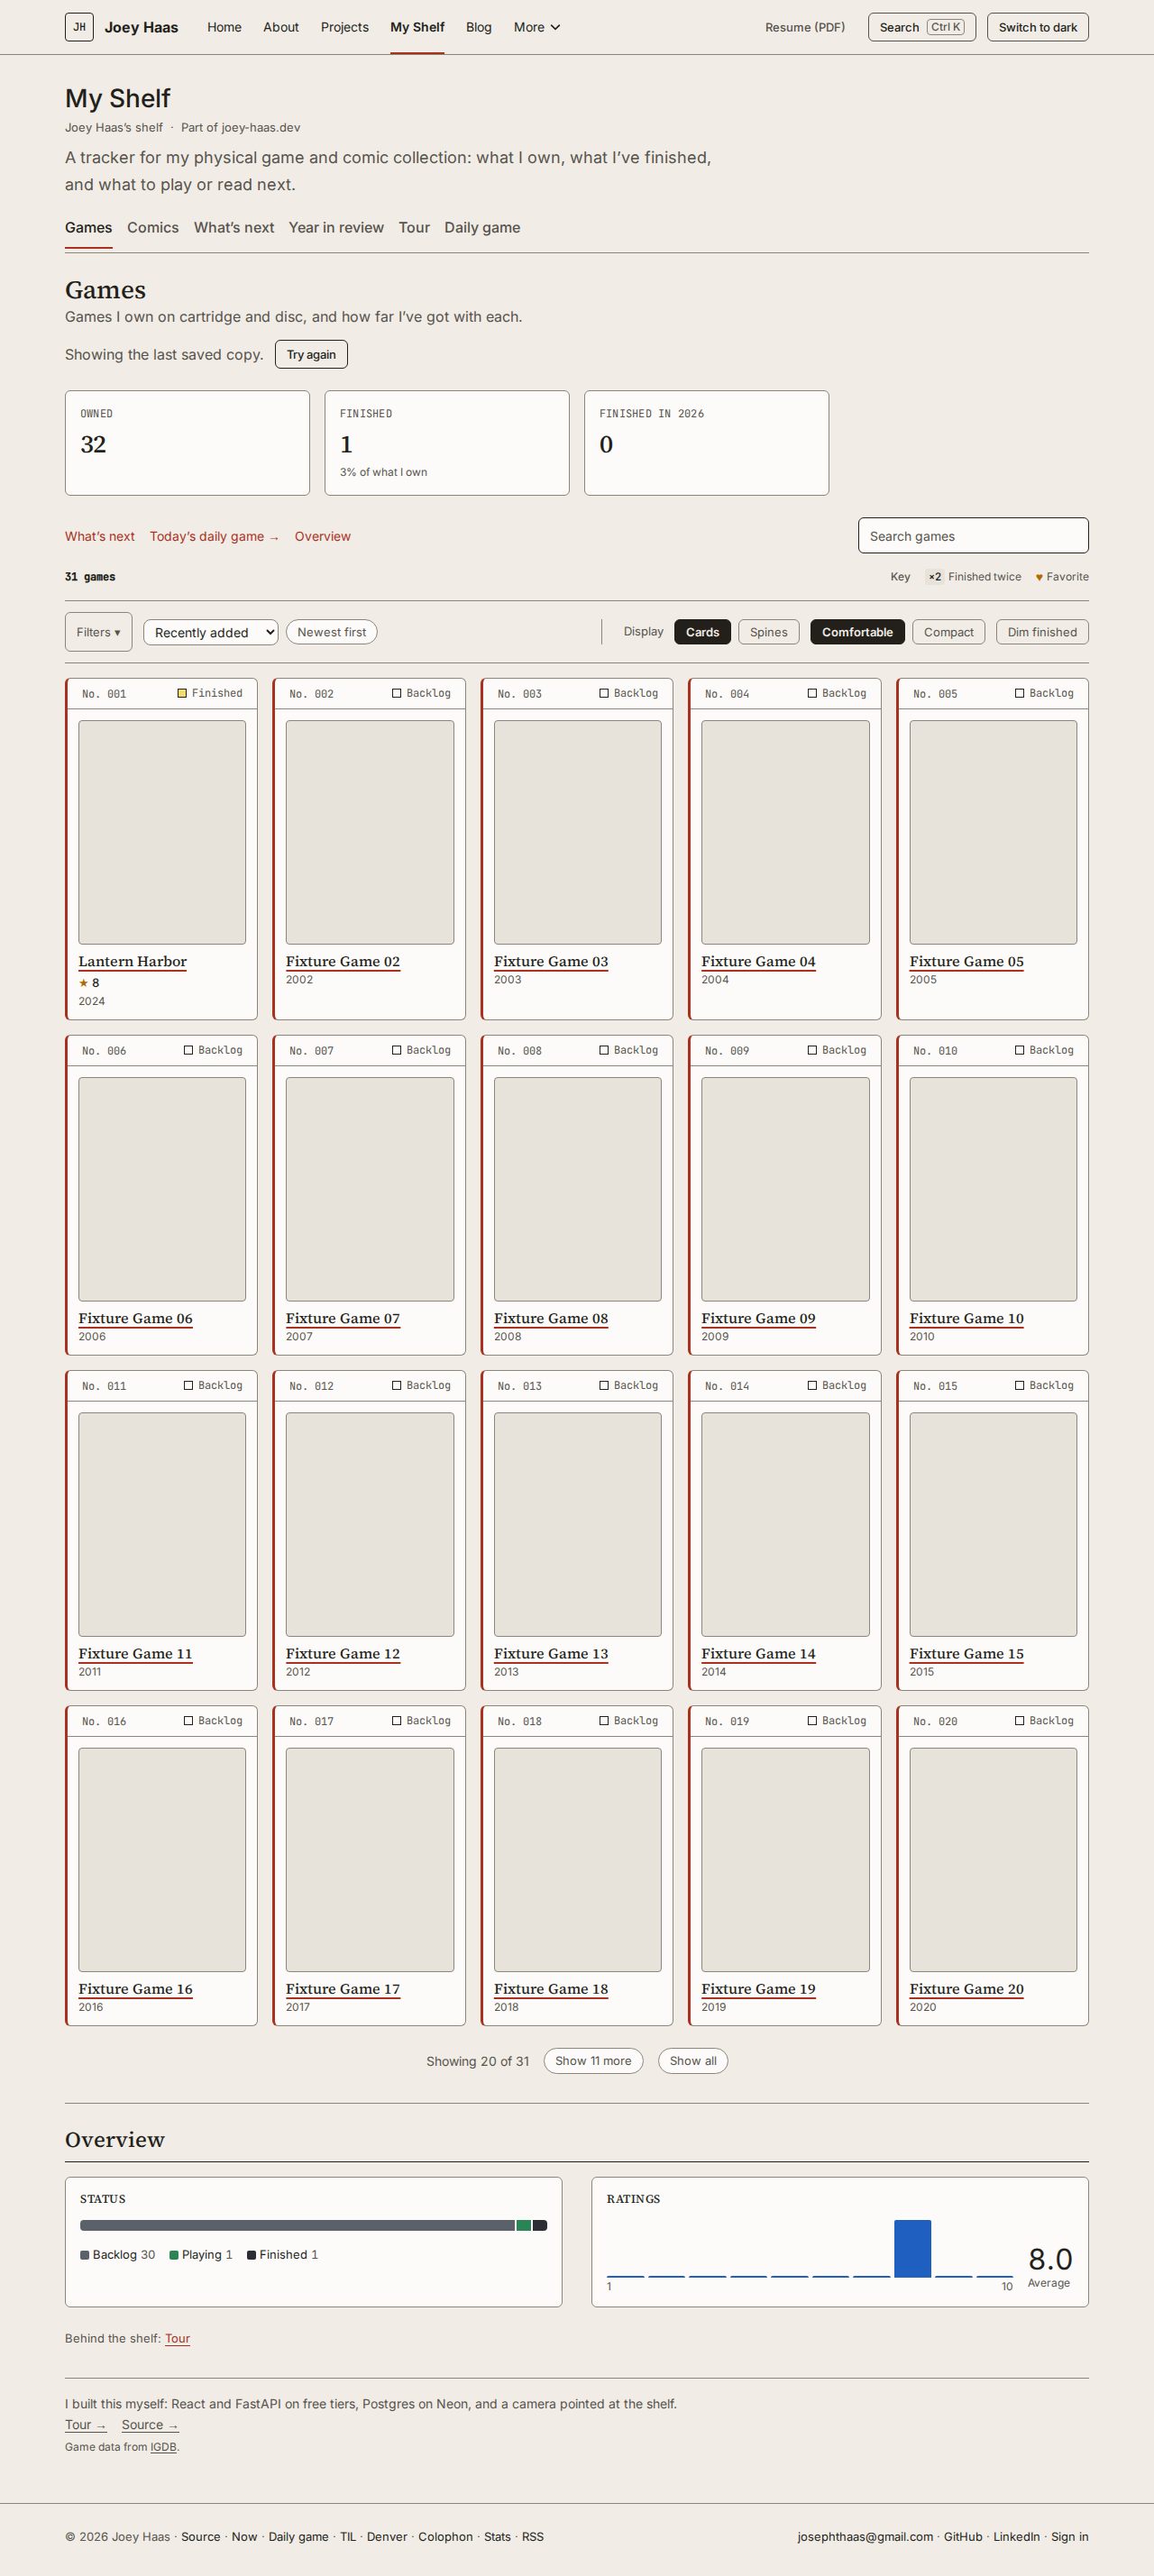 JH Joey Haas Home About Projects My Shelf Blog More Resume (PDF) Search Ctrl K Switch to dark
My Shelf
Joey Haas’s shelf · Part of joey-haas.dev
A tracker for my physical game and comic collection: what I own, what I’ve finished,
and what to play or read next.
Games Comics What’s next Year in review Tour Daily game
Games
Games I own on cartridge and disc, and how far I’ve got with each.
Showing the last saved copy. Try again
OWNED FINISHED FINISHED IN 2026
32 1 0
3% of what I own
What’s next Today’s daily game → Overview Search games
31 games Key ×2 Finished twice ♥ Favorite
Filters ▾ Recently added Newest first Display Cards Spines Comfortable Compact Dim finished
No. 001 Finished No. 002 Backlog No. 003 Backlog No. 004 Backlog No. 005 Backlog
Lantern Harbor Fixture Game 02 Fixture Game 03 Fixture Game 04 Fixture Game 05
★ 8 2002 2003 2004 2005
2024
No. 006 Backlog No. 007 Backlog No. 008 Backlog No. 009 Backlog No. 010 Backlog
Fixture Game 06 Fixture Game 07 Fixture Game 08 Fixture Game 09 Fixture Game 10
2006 2007 2008 2009 2010
No. 011 Backlog No. 012 Backlog No. 013 Backlog No. 014 Backlog No. 015 Backlog
Fixture Game 11 Fixture Game 12 Fixture Game 13 Fixture Game 14 Fixture Game 15
2011 2012 2013 2014 2015
No. 016 Backlog No. 017 Backlog No. 018 Backlog No. 019 Backlog No. 020 Backlog
Fixture Game 16 Fixture Game 17 Fixture Game 18 Fixture Game 19 Fixture Game 20
2016 2017 2018 2019 2020
Showing 20 of 31 Show 11 more Show all
Overview
STATUS RATINGS
Backlog 30 Playing 1 Finished 1
8.0
Average
1 10
Behind the shelf: Tour
I built this myself: React and FastAPI on free tiers, Postgres on Neon, and a camera pointed at the shelf.
Tour → Source →
Game data from IGDB.
© 2026 Joey Haas · Source · Now · Daily game · TIL · Denver · Colophon · Stats · RSS josephthaas@gmail.com · GitHub · LinkedIn · Sign in